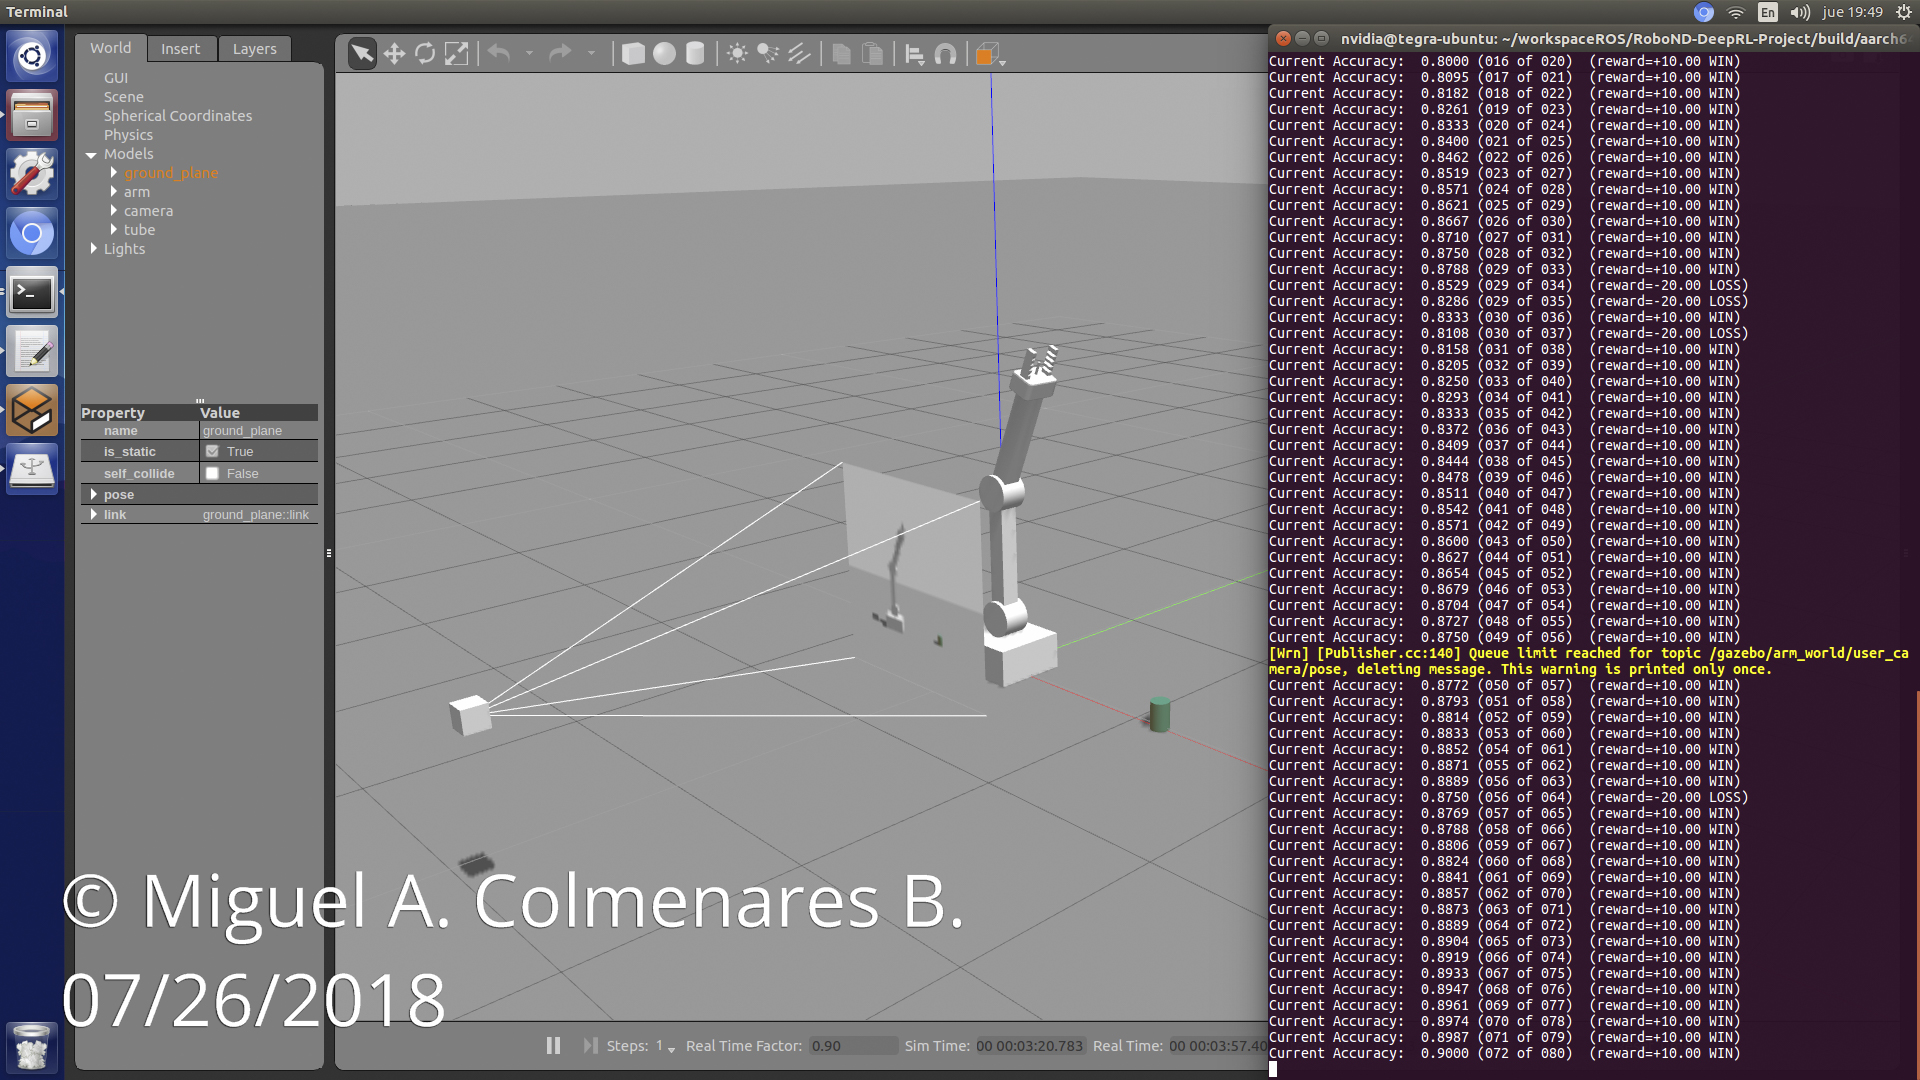 Terminal
En
jue 19:49
World
Insert
Layers
GUI
Scene
Spherical Coordinates
Physics
Models
ground_plane
arm
camera
tube
Lights
Property Value
name ground_plane
is_static True
self_collide False
pose
link ground_plane::link
Steps: 1
Real Time Factor: 0.90
Sim Time: 00 00:03:20.783
Real Time: 00 00:03:57.40
nvidia@tegra-ubuntu: ~/workspaceROS/RoboND-DeepRL-Project/build/aarch6
Current Accuracy: 0.8000 (016 of 020) (reward=+10.00 WIN)
Current Accuracy: 0.8095 (017 of 021) (reward=+10.00 WIN)
Current Accuracy: 0.8182 (018 of 022) (reward=+10.00 WIN)
Current Accuracy: 0.8261 (019 of 023) (reward=+10.00 WIN)
Current Accuracy: 0.8333 (020 of 024) (reward=+10.00 WIN)
Current Accuracy: 0.8400 (021 of 025) (reward=+10.00 WIN)
Current Accuracy: 0.8462 (022 of 026) (reward=+10.00 WIN)
Current Accuracy: 0.8519 (023 of 027) (reward=+10.00 WIN)
Current Accuracy: 0.8571 (024 of 028) (reward=+10.00 WIN)
Current Accuracy: 0.8621 (025 of 029) (reward=+10.00 WIN)
Current Accuracy: 0.8667 (026 of 030) (reward=+10.00 WIN)
Current Accuracy: 0.8710 (027 of 031) (reward=+10.00 WIN)
Current Accuracy: 0.8750 (028 of 032) (reward=+10.00 WIN)
Current Accuracy: 0.8788 (029 of 033) (reward=+10.00 WIN)
Current Accuracy: 0.8529 (029 of 034) (reward=-20.00 LOSS)
Current Accuracy: 0.8286 (029 of 035) (reward=-20.00 LOSS)
Current Accuracy: 0.8333 (030 of 036) (reward=+10.00 WIN)
Current Accuracy: 0.8108 (030 of 037) (reward=-20.00 LOSS)
Current Accuracy: 0.8158 (031 of 038) (reward=+10.00 WIN)
Current Accuracy: 0.8205 (032 of 039) (reward=+10.00 WIN)
Current Accuracy: 0.8250 (033 of 040) (reward=+10.00 WIN)
Current Accuracy: 0.8293 (034 of 041) (reward=+10.00 WIN)
Current Accuracy: 0.8333 (035 of 042) (reward=+10.00 WIN)
Current Accuracy: 0.8372 (036 of 043) (reward=+10.00 WIN)
Current Accuracy: 0.8409 (037 of 044) (reward=+10.00 WIN)
Current Accuracy: 0.8444 (038 of 045) (reward=+10.00 WIN)
Current Accuracy: 0.8478 (039 of 046) (reward=+10.00 WIN)
Current Accuracy: 0.8511 (040 of 047) (reward=+10.00 WIN)
Current Accuracy: 0.8542 (041 of 048) (reward=+10.00 WIN)
Current Accuracy: 0.8571 (042 of 049) (reward=+10.00 WIN)
Current Accuracy: 0.8600 (043 of 050) (reward=+10.00 WIN)
Current Accuracy: 0.8627 (044 of 051) (reward=+10.00 WIN)
Current Accuracy: 0.8654 (045 of 052) (reward=+10.00 WIN)
Current Accuracy: 0.8679 (046 of 053) (reward=+10.00 WIN)
Current Accuracy: 0.8704 (047 of 054) (reward=+10.00 WIN)
Current Accuracy: 0.8727 (048 of 055) (reward=+10.00 WIN)
Current Accuracy: 0.8750 (049 of 056) (reward=+10.00 WIN)
[Wrn] [Publisher.cc:140] Queue limit reached for topic /gazebo/arm_world/user_ca
mera/pose, deleting message. This warning is printed only once.
Current Accuracy: 0.8772 (050 of 057) (reward=+10.00 WIN)
Current Accuracy: 0.8793 (051 of 058) (reward=+10.00 WIN)
Current Accuracy: 0.8814 (052 of 059) (reward=+10.00 WIN)
Current Accuracy: 0.8833 (053 of 060) (reward=+10.00 WIN)
Current Accuracy: 0.8852 (054 of 061) (reward=+10.00 WIN)
Current Accuracy: 0.8871 (055 of 062) (reward=+10.00 WIN)
Current Accuracy: 0.8889 (056 of 063) (reward=+10.00 WIN)
Current Accuracy: 0.8750 (056 of 064) (reward=-20.00 LOSS)
Current Accuracy: 0.8769 (057 of 065) (reward=+10.00 WIN)
Current Accuracy: 0.8788 (058 of 066) (reward=+10.00 WIN)
Current Accuracy: 0.8806 (059 of 067) (reward=+10.00 WIN)
Current Accuracy: 0.8824 (060 of 068) (reward=+10.00 WIN)
Current Accuracy: 0.8841 (061 of 069) (reward=+10.00 WIN)
Current Accuracy: 0.8857 (062 of 070) (reward=+10.00 WIN)
Current Accuracy: 0.8873 (063 of 071) (reward=+10.00 WIN)
Current Accuracy: 0.8889 (064 of 072) (reward=+10.00 WIN)
Current Accuracy: 0.8904 (065 of 073) (reward=+10.00 WIN)
Current Accuracy: 0.8919 (066 of 074) (reward=+10.00 WIN)
Current Accuracy: 0.8933 (067 of 075) (reward=+10.00 WIN)
Current Accuracy: 0.8947 (068 of 076) (reward=+10.00 WIN)
Current Accuracy: 0.8961 (069 of 077) (reward=+10.00 WIN)
Current Accuracy: 0.8974 (070 of 078) (reward=+10.00 WIN)
Current Accuracy: 0.8987 (071 of 079) (reward=+10.00 WIN)
Current Accuracy: 0.9000 (072 of 080) (reward=+10.00 WIN)
© Miguel A. Colmenares B.
07/26/2018